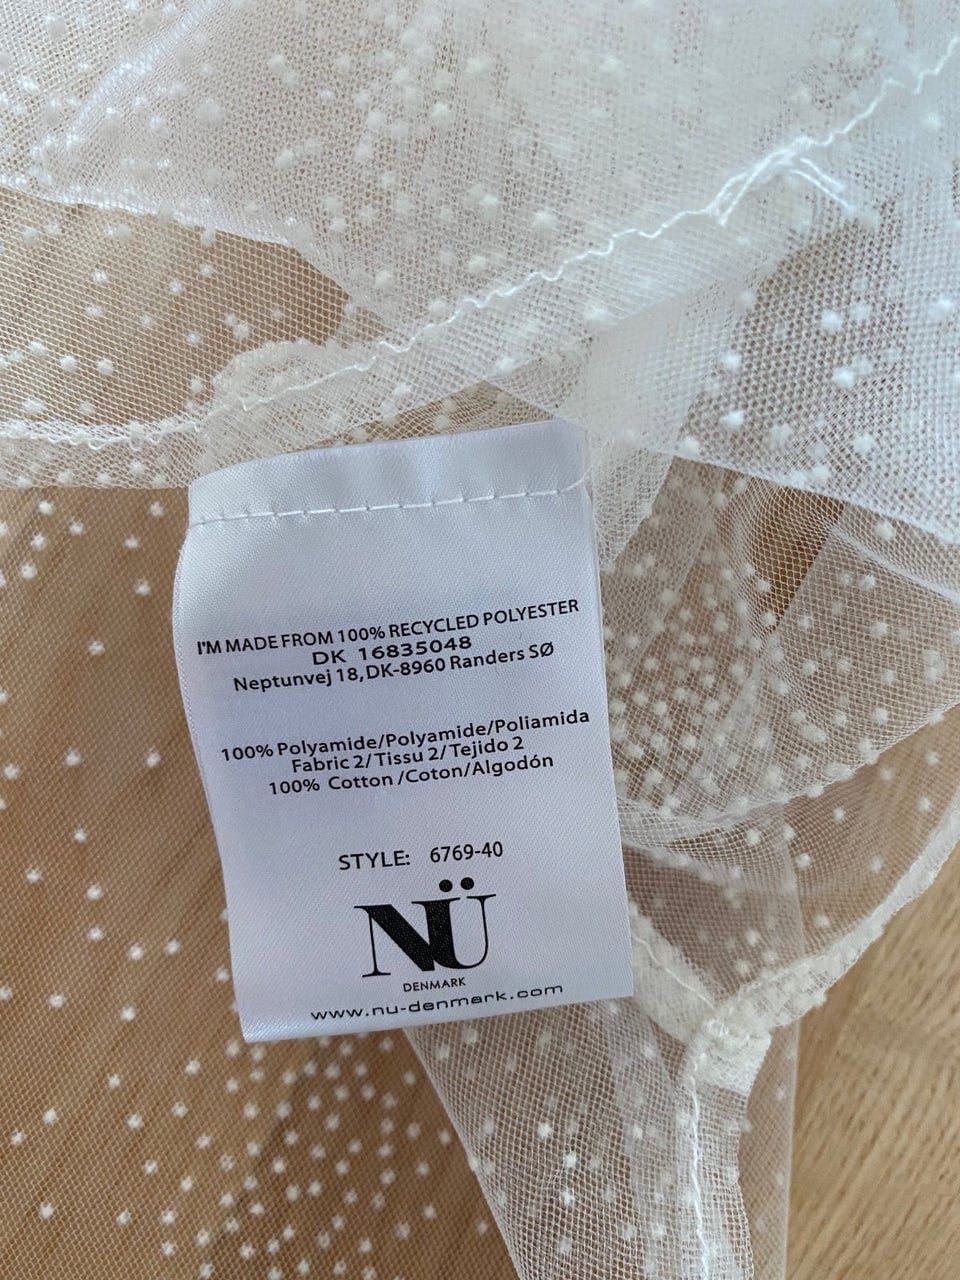 I'M MADE FROM 100% RECYCLED POLYESTER
DK 16835048
Neptunvej 18,DK-8960 Randers SØ
100% Polyamide/Polyamide/Poliamida
Fabric 2/Tissu 2/Tejido 2
100% Cotton /Coton/Algodón
STYLE: 6769-40
NÜ
DENMARK
www.nu-denmark.com